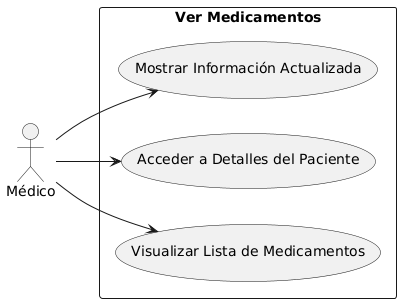 Ver Medicamentos
Mostrar Información Actualizada
Acceder a Detalles del Paciente
Médico
Visualizar Lista de Medicamentos